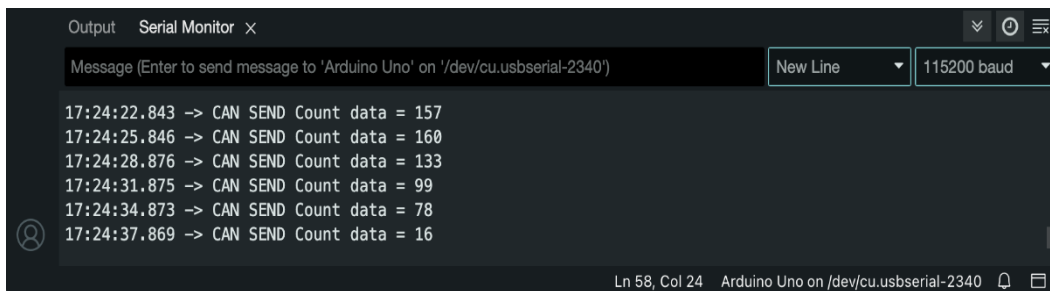 Output Serial Monitor
Message (Enter to send message to 'Arduino Uno' on '/dev/cu.usbserial-2340') New Line 115200 baud
17:24:22.843 -> CAN SEND Count data = 157
17:24:25.846 -> CAN SEND Count data = 160
17:24:28.876 -> CAN SEND Count data = 133
17:24:31.875 -> CAN SEND Count data = 99
17:24:34.873 -> CAN SEND Count data = 78
17:24:37.869 -> CAN SEND Count data = 16
Ln 58, Col 24 Arduino Uno on /dev/cu.usbserial-2340